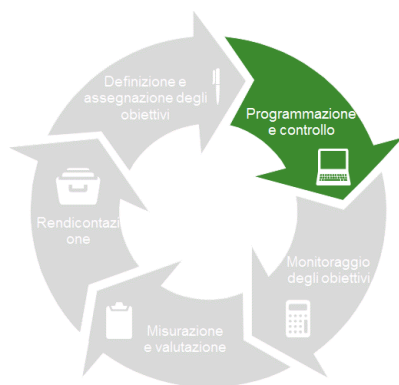 Definizione e
assegnazione degli
obiettivi
Programmazione
e controllo
Monitoraggio
degli obiettivi
Misurazione
e valutazione
Rendicontazi
one